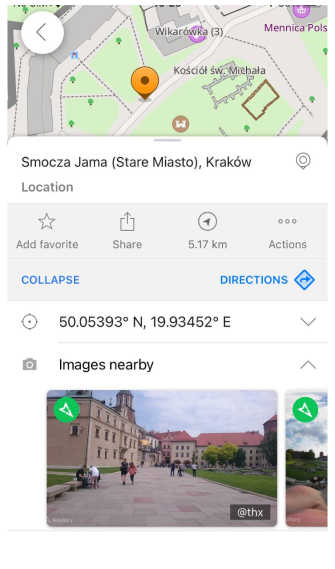 Wikarówka (3)
Mennica Pols
Kościół św. Michała
Smocza Jama (Stare Miasto), Kraków
Location
Add favorite
Share
5.17 km
Actions
COLLAPSE
DIRECTIONS
50.05393° N, 19.93452° E
Images nearby
@thx